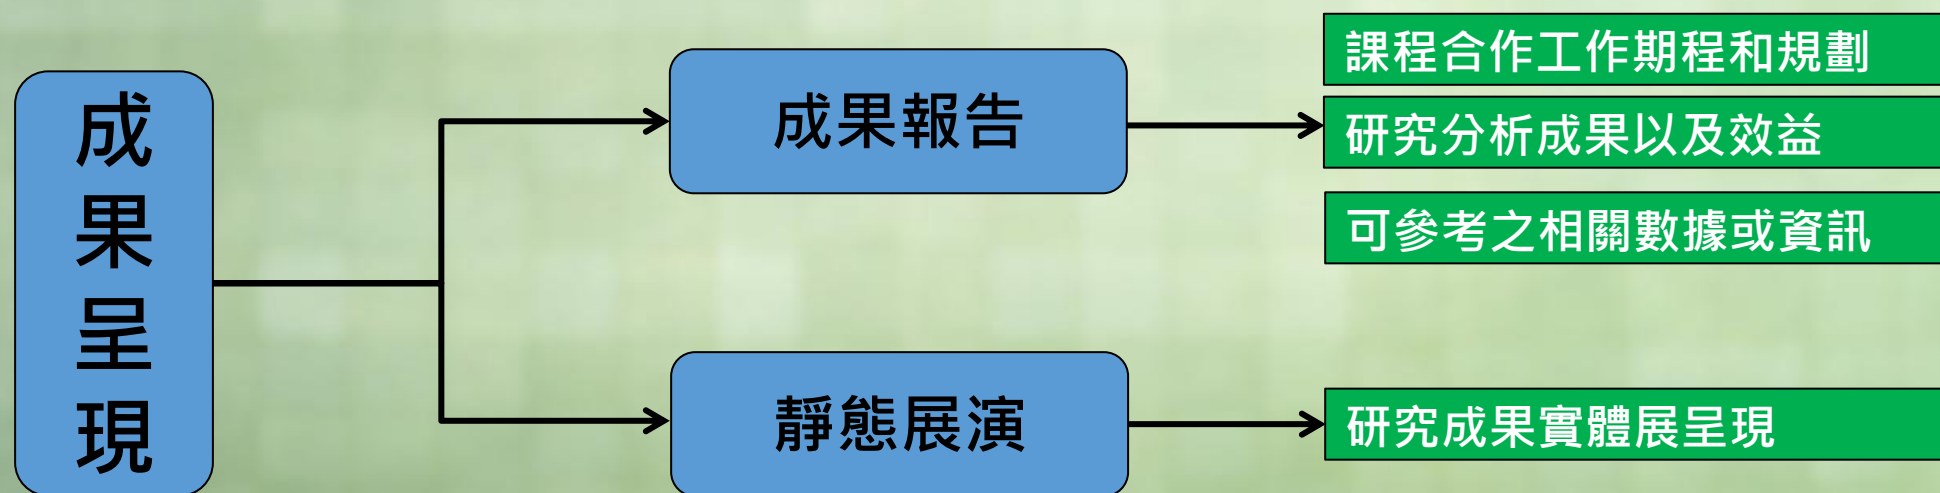 成果呈現
成果報告
課程合作工作期程和規劃
研究分析成果以及效益
可參考之相關數據或資訊
靜態展演
研究成果實體展呈現